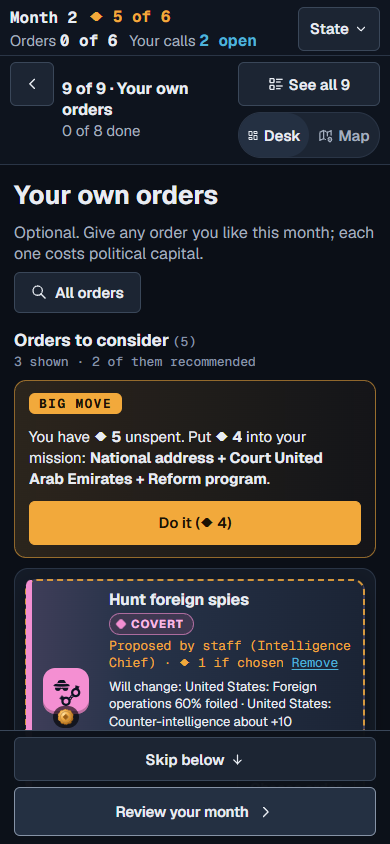 Month 2 ◆ 5 of 6
Orders 0 of 6 Your calls 2 open
State
9 of 9 · Your own
orders
0 of 8 done
See all 9
Desk
Map
Your own orders
Optional. Give any order you like this month; each
one costs political capital.
All orders
Orders to consider (5)
3 shown · 2 of them recommended
BIG MOVE
You have ◆ 5 unspent. Put ◆ 4 into your
mission: National address + Court United
Arab Emirates + Reform program.
Do it (◆ 4)
Hunt foreign spies
◆ COVERT
Proposed by staff (Intelligence
Chief) · ◆ 1 if chosen Remove
Will change: United States: Foreign
operations 60% foiled · United States:
Counter-intelligence about +10
Skip below ↓
Review your month